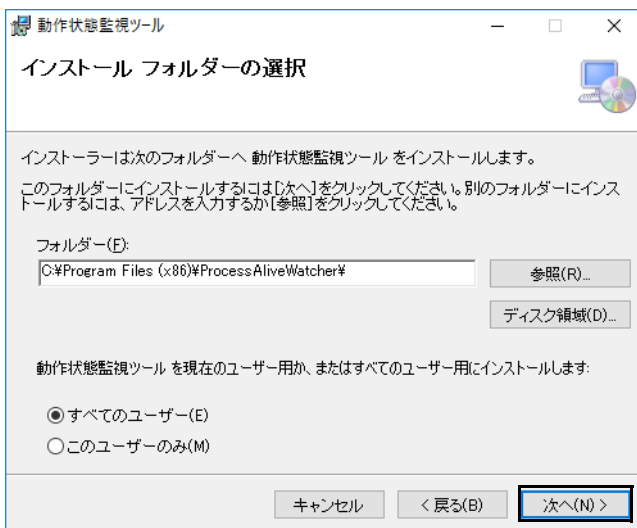 動作状態監視ツール
インストール フォルダーの選択
インストーラーは次のフォルダーへ 動作状態監視ツール をインストールします。
このフォルダーにインストールするには[次へ]をクリックしてください。別のフォルダーにインス
トールするには、アドレスを入力するか[参照]をクリックしてください。
フォルダー(F):
C:¥Program Files (x86)¥ProcessAliveWatcher¥
参照(R)...
ディスク領域(D)...
動作状態監視ツール を現在のユーザー用か、またはすべてのユーザー用にインストールします:
すべてのユーザー(E)
このユーザーのみ(M)
キャンセル
< 戻る(B)
次へ(N) >